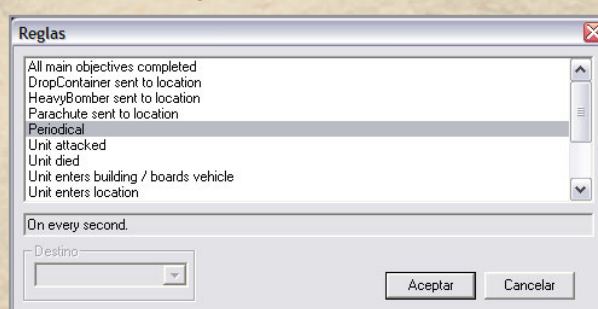 Reglas
All main objectives completed
DropContainer sent to location
HeavyBomber sent to location
Parachute sent to location
Periodical
Unit attacked
Unit died
Unit enters building / boards vehicle
Unit enters location
On every second.
Destino
Aceptar
Cancelar